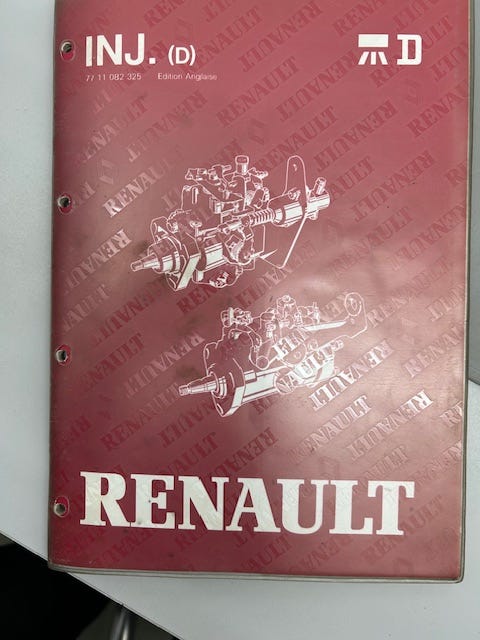 INJ. (D)
D
77 11 082 325 Edition Anglaise
RENAULT